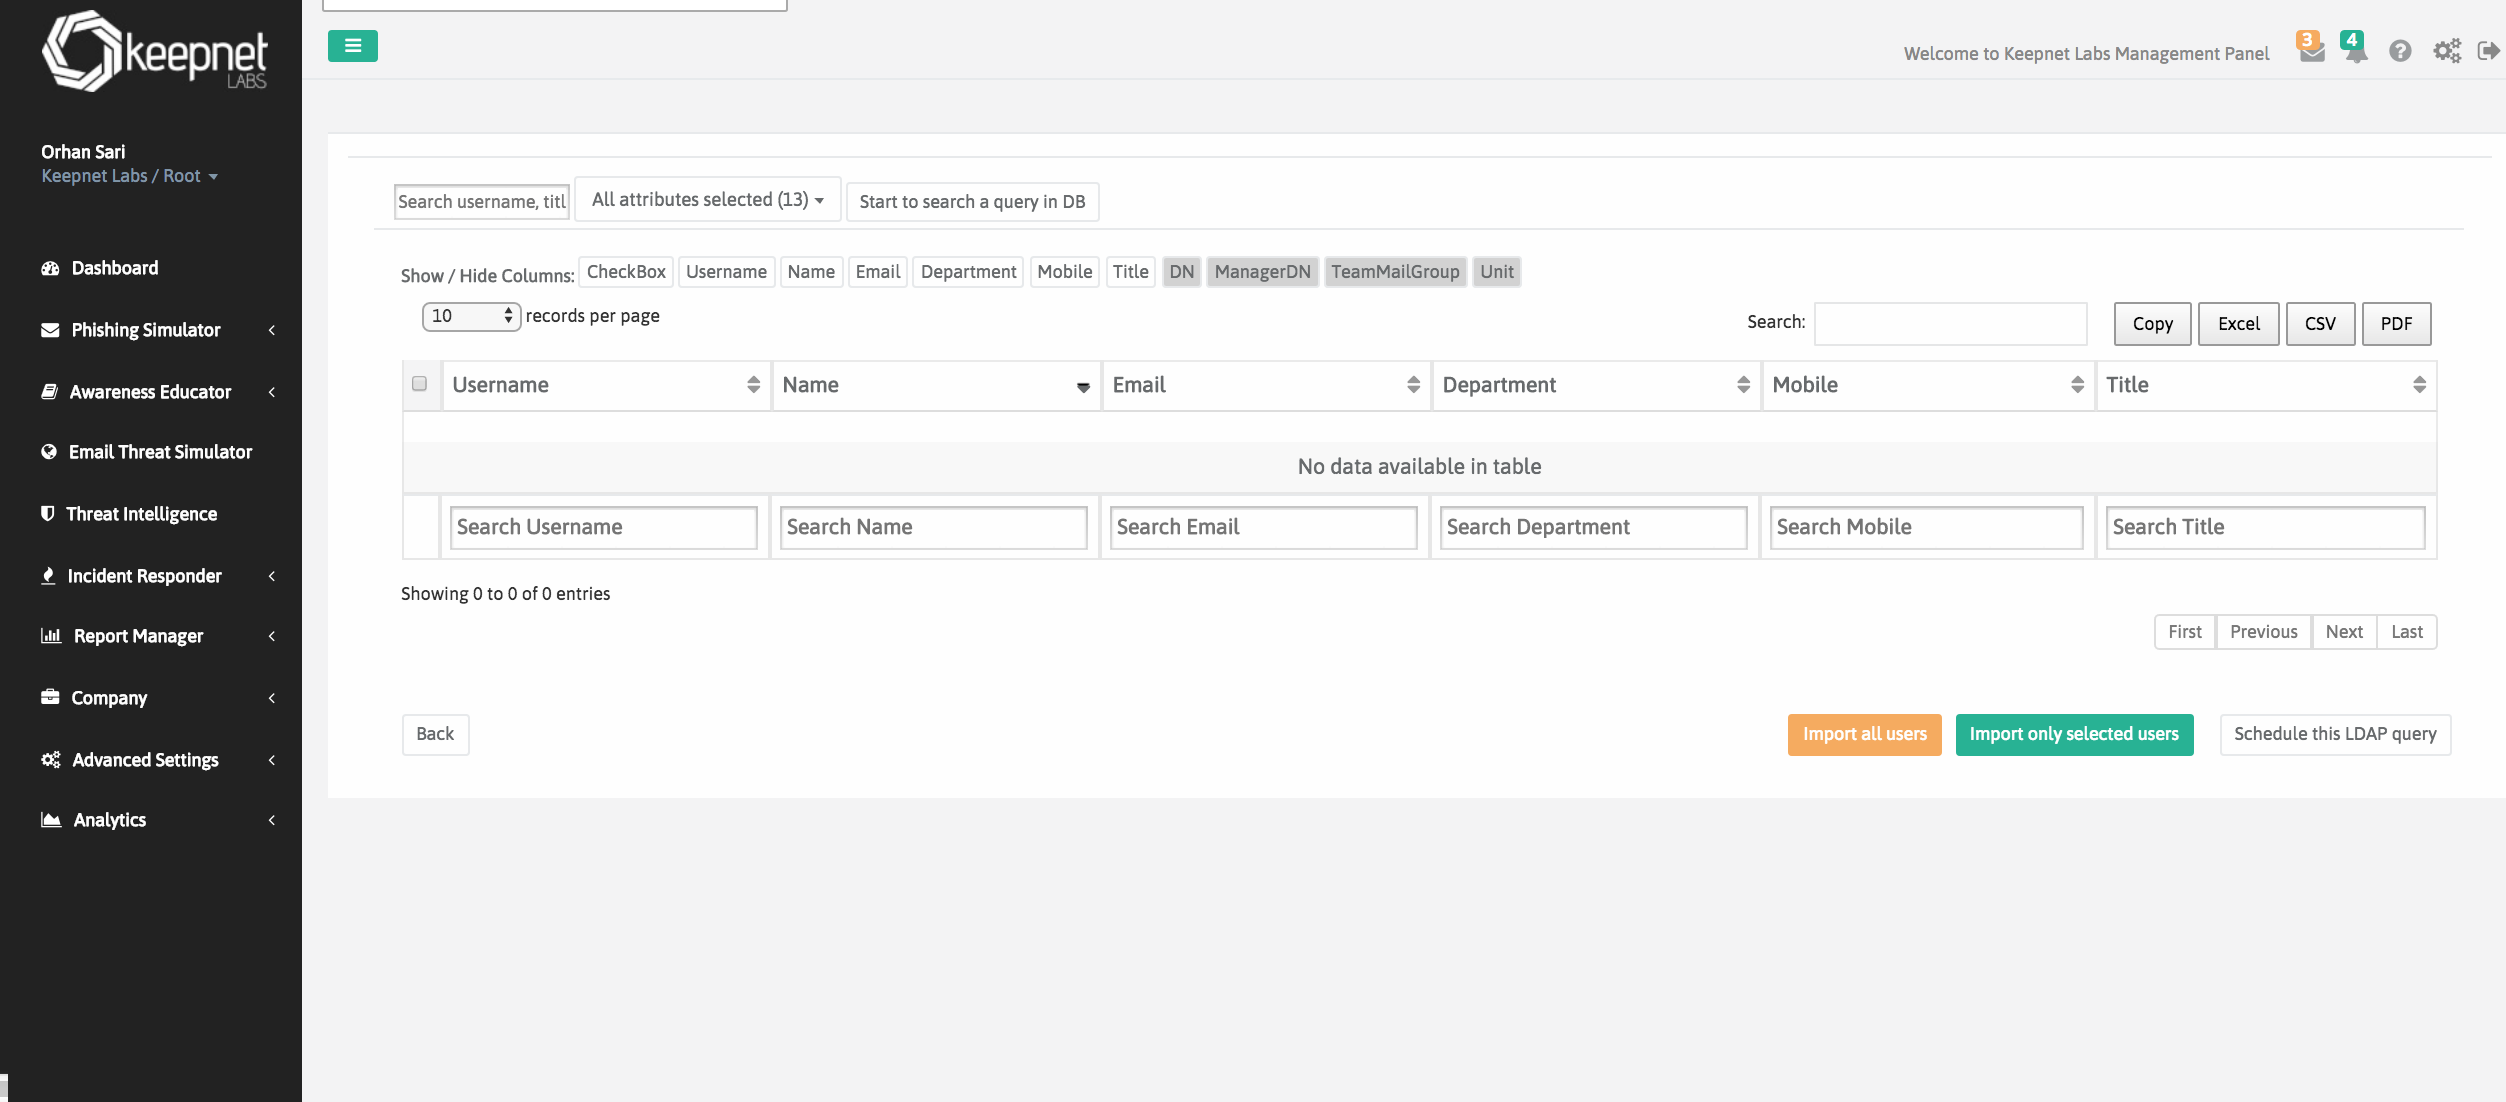 keepnet
LABS
Orhan Sari
Keepnet Labs / Root
Dashboard
Phishing Simulator
Awareness Educator
Email Threat Simulator
Threat Intelligence
Incident Responder
Report Manager
Company
Advanced Settings
Analytics
Welcome to Keepnet Labs Management Panel 3 4
Search username, titl All attributes selected (13) Start to search a query in DB
Show / Hide Columns: CheckBox Username Name Email Department Mobile Title DN ManagerDN TeamMailGroup Unit
10 records per page Search: Copy Excel CSV PDF
Username Name Email Department Mobile Title
No data available in table
Search Username Search Name Search Email Search Department Search Mobile Search Title
Showing 0 to 0 of 0 entries
First Previous Next Last
Back Import all users Import only selected users Schedule this LDAP query